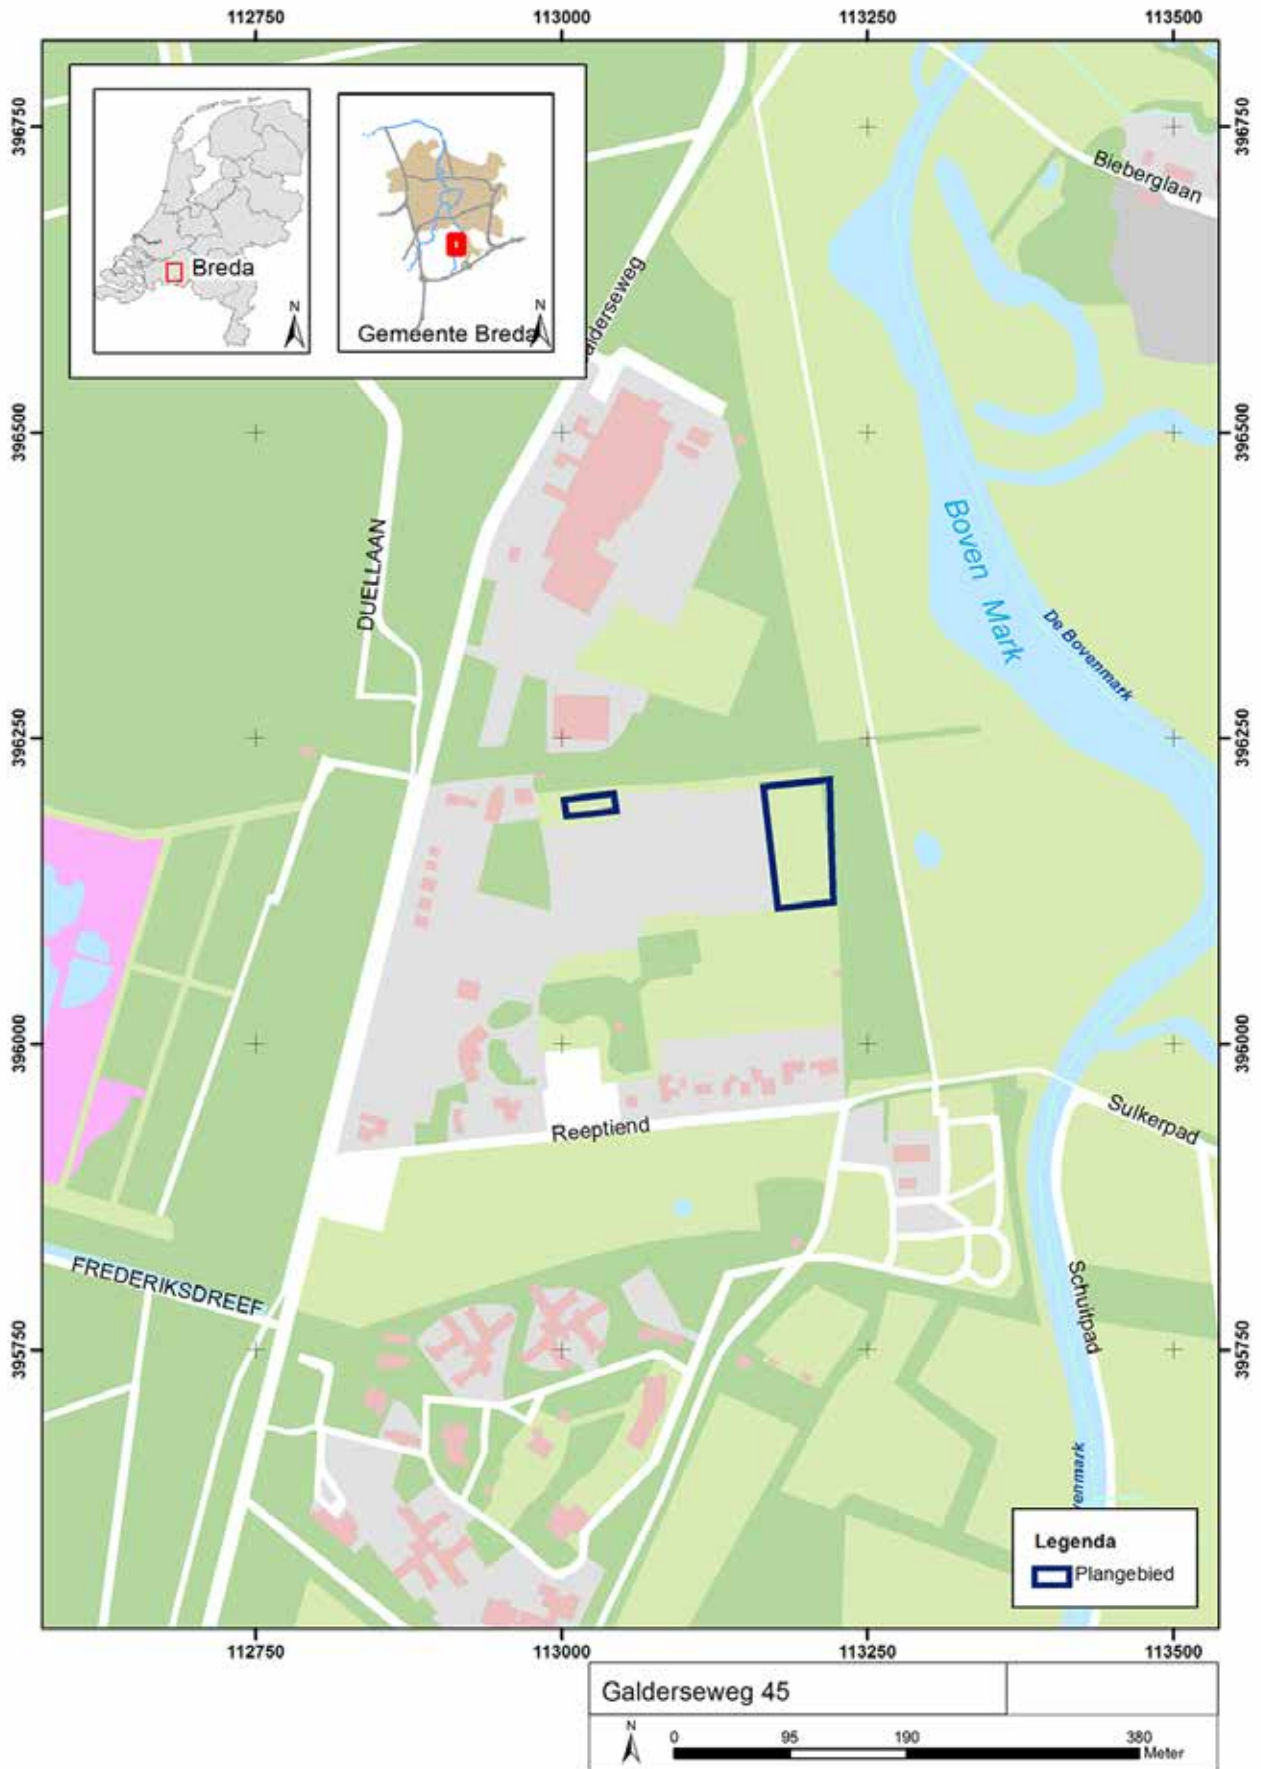 112750 113000 113250 113500
396750
396750
N
Breda
N
Gemeente Breda
Bieberglaan
alderseweg
396500
396500
DUELLAAN
Boven Mark
De Bovenmark
396250
396250
396000
396000
Reeptiend
Sulkerpad
FREDERIKSDREEF
Schuitpad
395750
395750
venmark
Legenda
Plangebied
112750 113000 113250 113500
Galderseweg 45
N
0 95 190 380
Meter